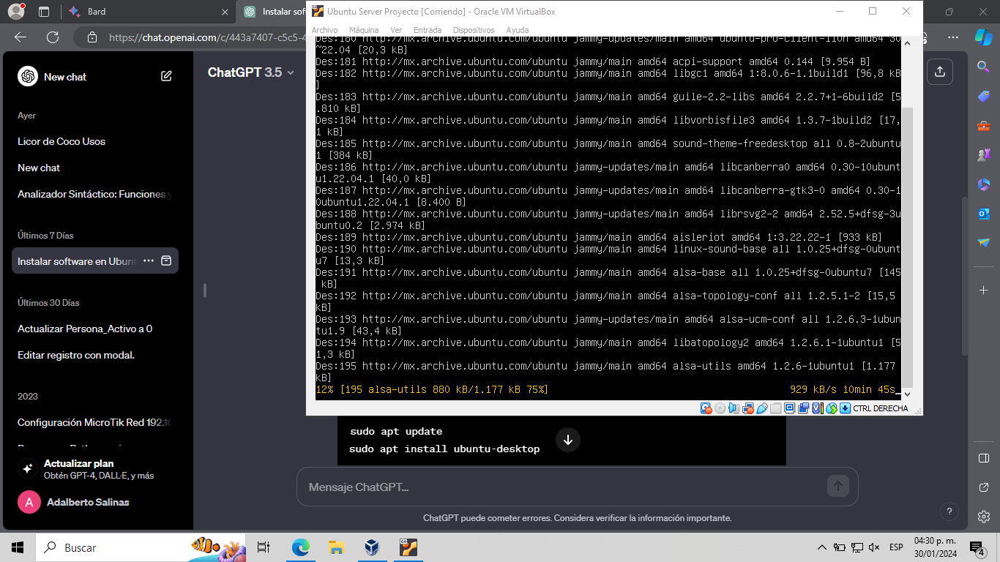 Bard
Instalar sof
https://chat.openai.com/c/443a7407-c5c5-4
New chat
Ayer
Licor de Coco Usos
New chat
Analizador Sintáctico: Funciones y
Últimos 7 Días
Instalar software en Ubunt
Últimos 30 Días
Actualizar Persona_Activo a 0
Editar registro con modal.
2023
Configuración MicroTik Red 192.16
Actualizar plan
Obtén GPT-4, DALL·E, y más
A
Adalberto Salinas
ChatGPT 3.5
Ubuntu Server Proyecto [Corriendo] - Oracle VM VirtualBox
Archivo Máquina Ver Entrada Dispositivos Ayuda
Des:180 http://mx.archive.ubuntu.com/ubuntu jammy-updates/main amd64 ubuntu-pro-client-l10n amd64 30
~22.04 [20,3 kB]
Des:181 http://mx.archive.ubuntu.com/ubuntu jammy/main amd64 acpi-support amd64 0.144 [9.954 B]
Des:182 http://mx.archive.ubuntu.com/ubuntu jammy/main amd64 libgc1 amd64 1:8.0.6-1.1build1 [96,8 kB
]
Des:183 http://mx.archive.ubuntu.com/ubuntu jammy/main amd64 guile-2.2-libs amd64 2.2.7+1-6build2 [5
.810 kB]
Des:184 http://mx.archive.ubuntu.com/ubuntu jammy/main amd64 libvorbisfile3 amd64 1.3.7-1build2 [17,
1 kB]
Des:185 http://mx.archive.ubuntu.com/ubuntu jammy/main amd64 sound-theme-freedesktop all 0.8-2ubuntu
1 [384 kB]
Des:186 http://mx.archive.ubuntu.com/ubuntu jammy-updates/main amd64 libcanberra0 amd64 0.30-10ubunt
u1.22.04.1 [40,0 kB]
Des:187 http://mx.archive.ubuntu.com/ubuntu jammy-updates/main amd64 libcanberra-gtk3-0 amd64 0.30-1
0ubuntu1.22.04.1 [8.400 B]
Des:188 http://mx.archive.ubuntu.com/ubuntu jammy-updates/main amd64 librsvg2-2 amd64 2.52.5+dfsg-3u
buntu0.2 [2.974 kB]
Des:189 http://mx.archive.ubuntu.com/ubuntu jammy/main amd64 aisleriot amd64 1:3.22.22-1 [933 kB]
Des:190 http://mx.archive.ubuntu.com/ubuntu jammy/main amd64 linux-sound-base all 1.0.25+dfsg-0ubunt
u7 [13,3 kB]
Des:191 http://mx.archive.ubuntu.com/ubuntu jammy/main amd64 alsa-base all 1.0.25+dfsg-0ubuntu7 [145
kB]
Des:192 http://mx.archive.ubuntu.com/ubuntu jammy/main amd64 alsa-topology-conf all 1.2.5.1-2 [15,5
kB]
Des:193 http://mx.archive.ubuntu.com/ubuntu jammy-updates/main amd64 alsa-ucm-conf all 1.2.6.3-1ubun
tu1.9 [43,4 kB]
Des:194 http://mx.archive.ubuntu.com/ubuntu jammy/main amd64 libatopology2 amd64 1.2.6.1-1ubuntu1 [5
1,3 kB]
Des:195 http://mx.archive.ubuntu.com/ubuntu jammy/main amd64 alsa-utils amd64 1.2.6-1ubuntu1 [1.177
kB]
12% [195 alsa-utils 880 kB/1.177 kB 75%] 929 kB/s 10min 45s
CTRL DERECHA
sudo apt update
sudo apt install ubuntu-desktop
Mensaje ChatGPT...
ChatGPT puede cometer errores. Considera verificar la información importante.
?
Buscar
64
ESP
04:30 p. m.
30/01/2024
4